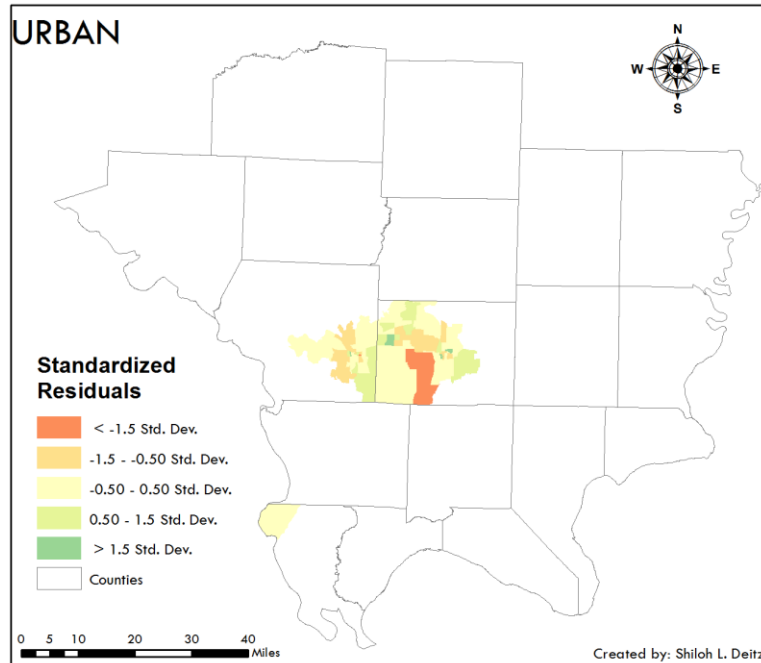 URBAN
N
W E
S
Standardized
Residuals
< -1.5 Std. Dev.
-1.5 - -0.50 Std. Dev.
-0.50 - 0.50 Std. Dev.
0.50 - 1.5 Std. Dev.
> 1.5 Std. Dev.
Counties
0 5 10 20 30 40
Miles
Created by: Shiloh L. Deitz